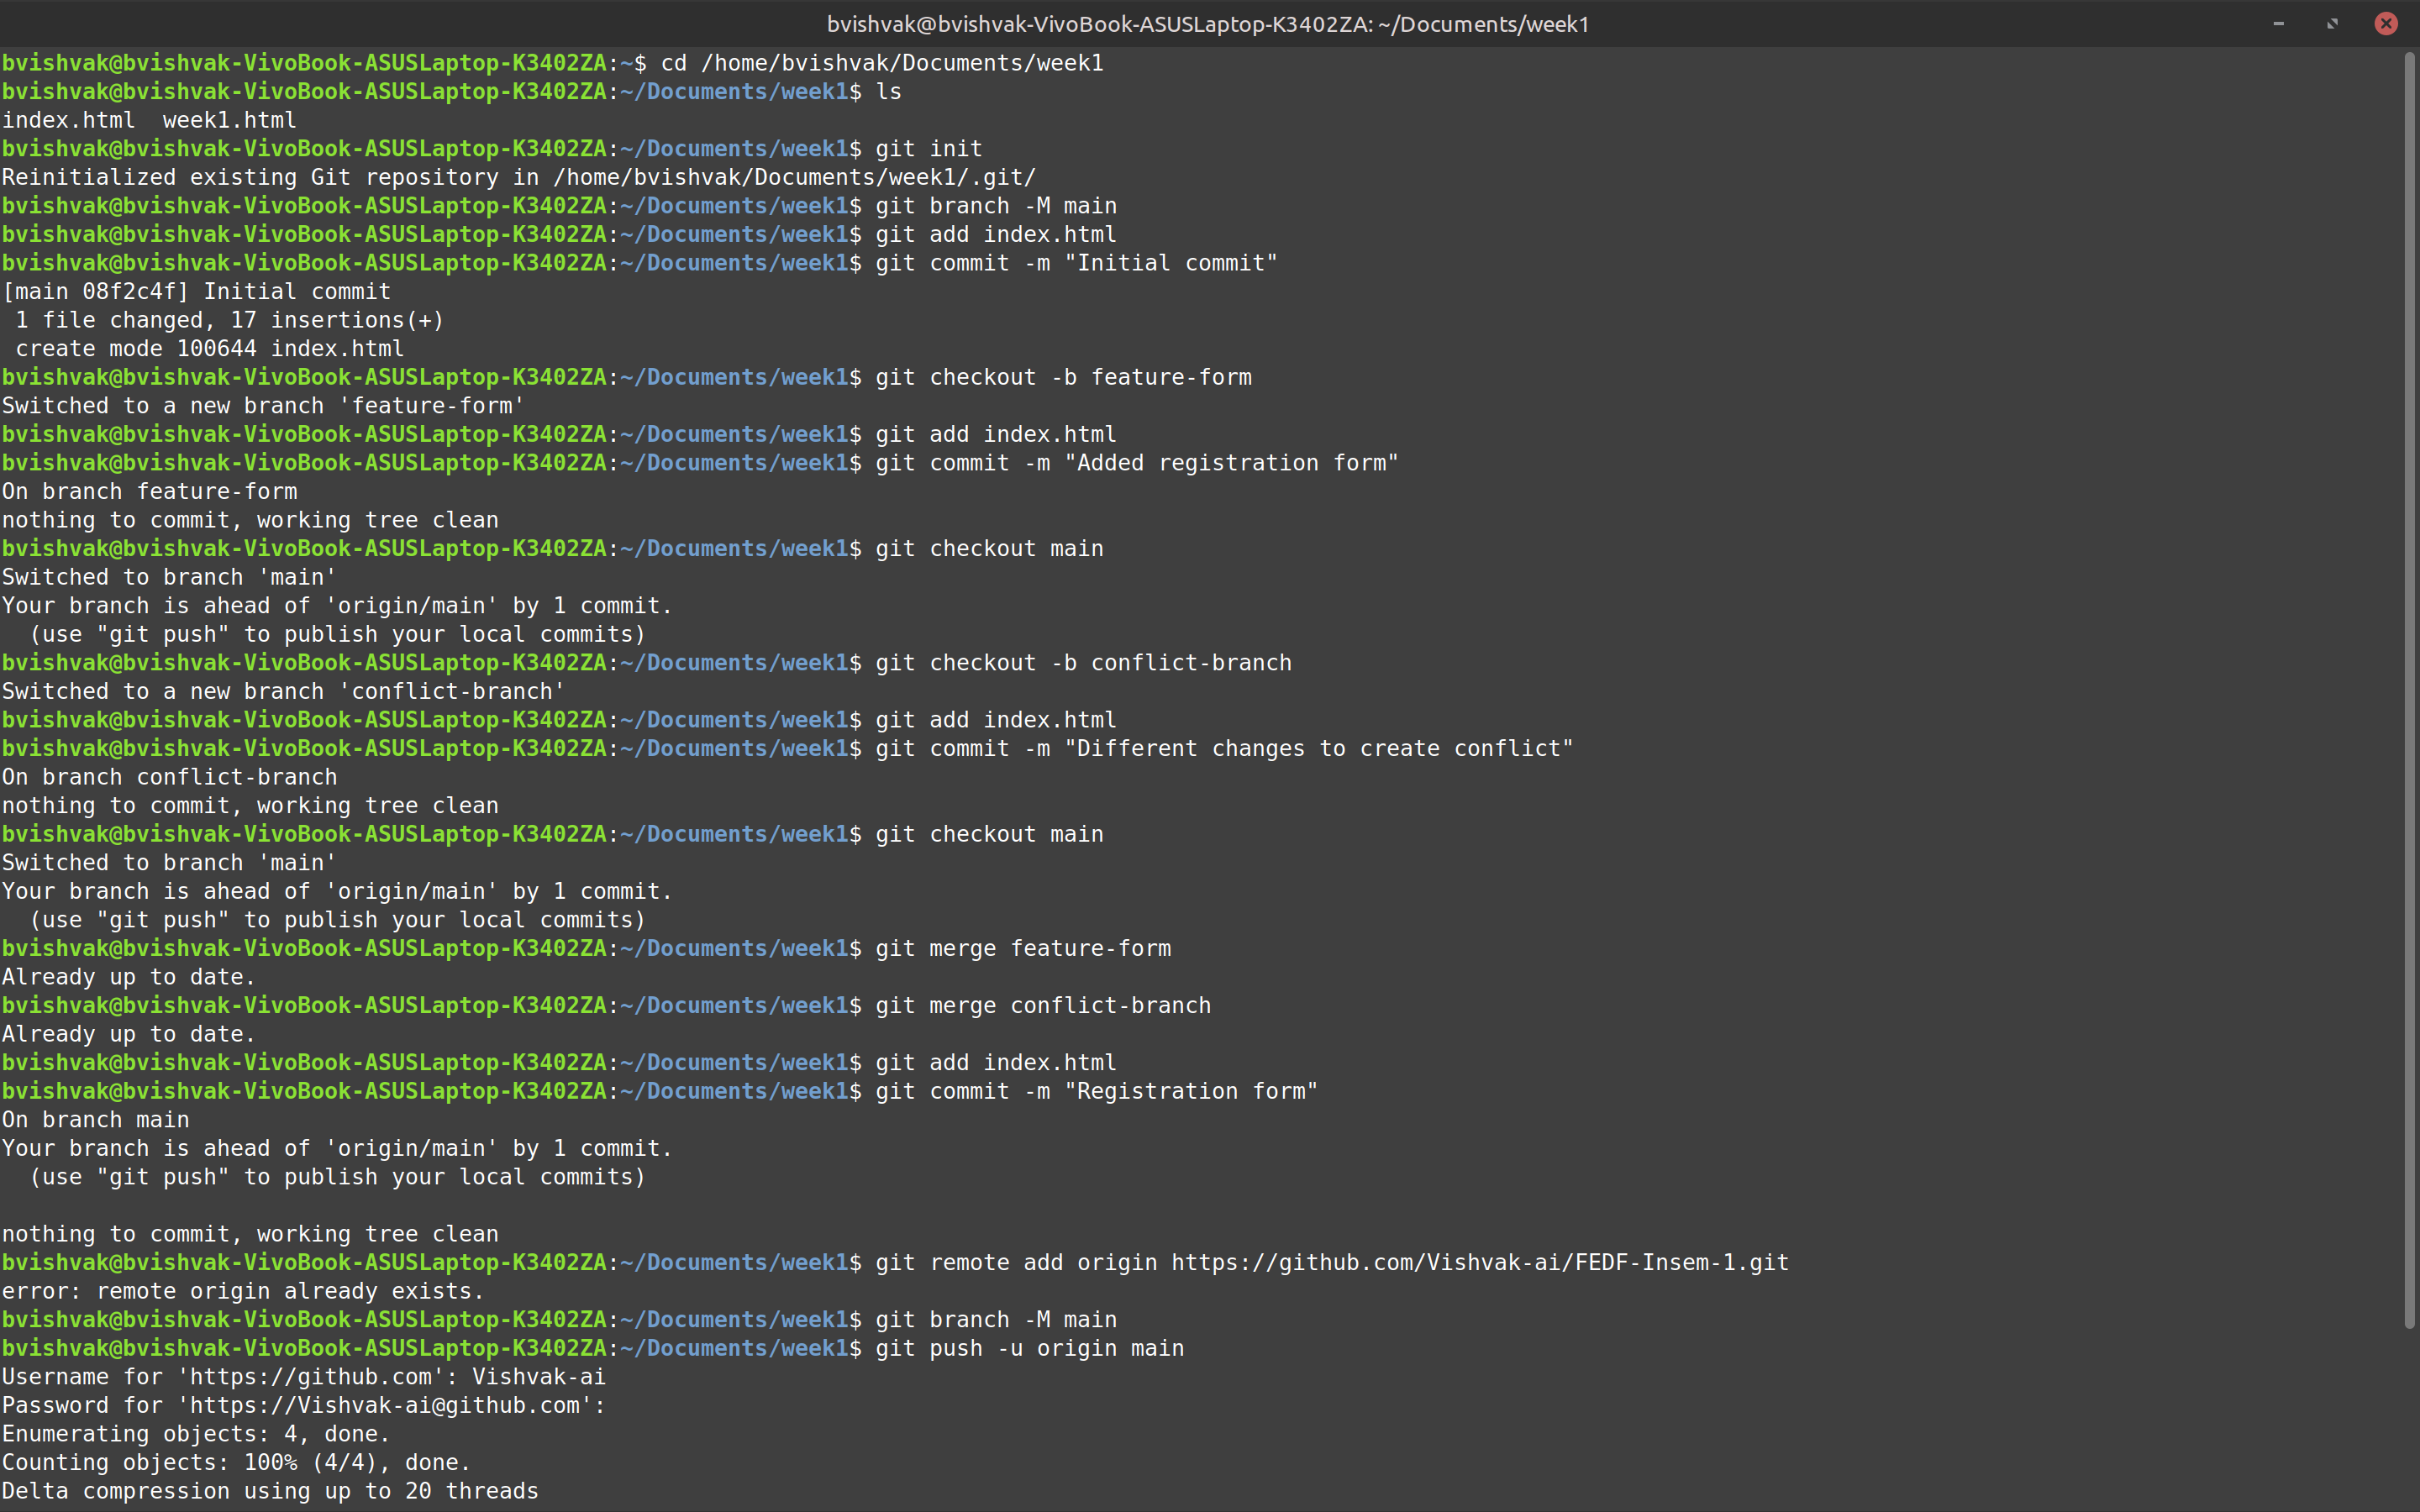 bvishvak@bvishvak-VivoBook-ASUSLaptop-K3402ZA: ~/Documents/week1
bvishvak@bvishvak-VivoBook-ASUSLaptop-K3402ZA:~$ cd /home/bvishvak/Documents/week1
bvishvak@bvishvak-VivoBook-ASUSLaptop-K3402ZA:~/Documents/week1$ ls
index.html  week1.html
bvishvak@bvishvak-VivoBook-ASUSLaptop-K3402ZA:~/Documents/week1$ git init
Reinitialized existing Git repository in /home/bvishvak/Documents/week1/.git/
bvishvak@bvishvak-VivoBook-ASUSLaptop-K3402ZA:~/Documents/week1$ git branch -M main
bvishvak@bvishvak-VivoBook-ASUSLaptop-K3402ZA:~/Documents/week1$ git add index.html
bvishvak@bvishvak-VivoBook-ASUSLaptop-K3402ZA:~/Documents/week1$ git commit -m "Initial commit"
[main 08f2c4f] Initial commit
 1 file changed, 17 insertions(+)
 create mode 100644 index.html
bvishvak@bvishvak-VivoBook-ASUSLaptop-K3402ZA:~/Documents/week1$ git checkout -b feature-form
Switched to a new branch 'feature-form'
bvishvak@bvishvak-VivoBook-ASUSLaptop-K3402ZA:~/Documents/week1$ git add index.html
bvishvak@bvishvak-VivoBook-ASUSLaptop-K3402ZA:~/Documents/week1$ git commit -m "Added registration form"
On branch feature-form
nothing to commit, working tree clean
bvishvak@bvishvak-VivoBook-ASUSLaptop-K3402ZA:~/Documents/week1$ git checkout main
Switched to branch 'main'
Your branch is ahead of 'origin/main' by 1 commit.
  (use "git push" to publish your local commits)
bvishvak@bvishvak-VivoBook-ASUSLaptop-K3402ZA:~/Documents/week1$ git checkout -b conflict-branch
Switched to a new branch 'conflict-branch'
bvishvak@bvishvak-VivoBook-ASUSLaptop-K3402ZA:~/Documents/week1$ git add index.html
bvishvak@bvishvak-VivoBook-ASUSLaptop-K3402ZA:~/Documents/week1$ git commit -m "Different changes to create conflict"
On branch conflict-branch
nothing to commit, working tree clean
bvishvak@bvishvak-VivoBook-ASUSLaptop-K3402ZA:~/Documents/week1$ git checkout main
Switched to branch 'main'
Your branch is ahead of 'origin/main' by 1 commit.
  (use "git push" to publish your local commits)
bvishvak@bvishvak-VivoBook-ASUSLaptop-K3402ZA:~/Documents/week1$ git merge feature-form
Already up to date.
bvishvak@bvishvak-VivoBook-ASUSLaptop-K3402ZA:~/Documents/week1$ git merge conflict-branch
Already up to date.
bvishvak@bvishvak-VivoBook-ASUSLaptop-K3402ZA:~/Documents/week1$ git add index.html
bvishvak@bvishvak-VivoBook-ASUSLaptop-K3402ZA:~/Documents/week1$ git commit -m "Registration form"
On branch main
Your branch is ahead of 'origin/main' by 1 commit.
  (use "git push" to publish your local commits)

nothing to commit, working tree clean
bvishvak@bvishvak-VivoBook-ASUSLaptop-K3402ZA:~/Documents/week1$ git remote add origin https://github.com/Vishvak-ai/FEDF-Insem-1.git
error: remote origin already exists.
bvishvak@bvishvak-VivoBook-ASUSLaptop-K3402ZA:~/Documents/week1$ git branch -M main
bvishvak@bvishvak-VivoBook-ASUSLaptop-K3402ZA:~/Documents/week1$ git push -u origin main
Username for 'https://github.com': Vishvak-ai
Password for 'https://Vishvak-ai@github.com':
Enumerating objects: 4, done.
Counting objects: 100% (4/4), done.
Delta compression using up to 20 threads